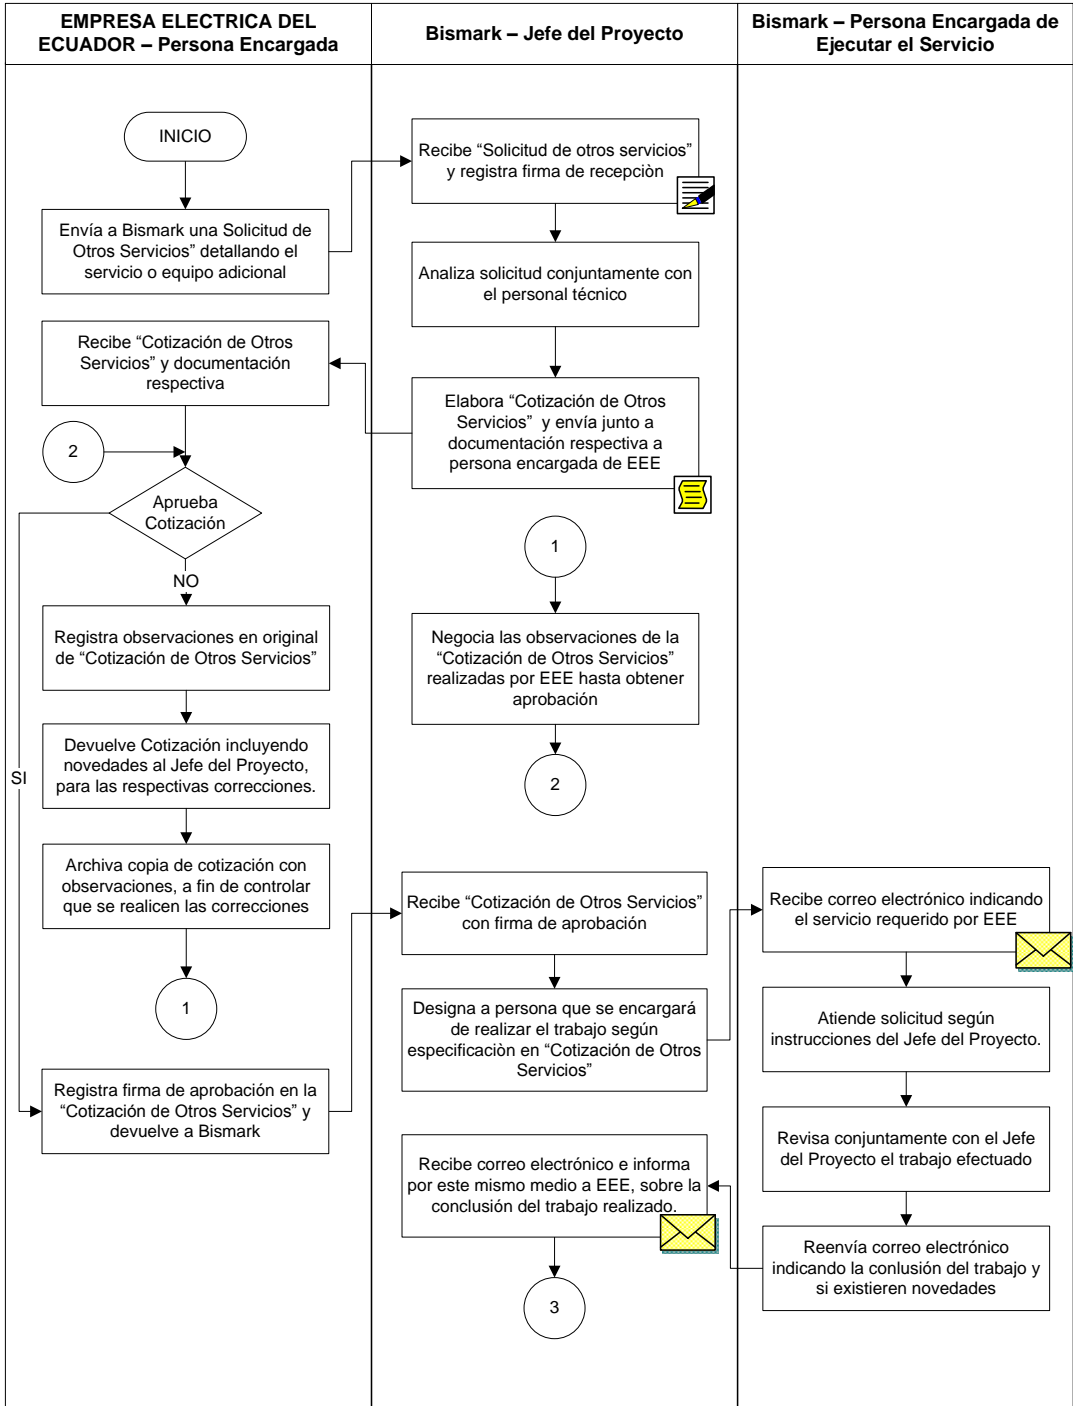 EMPRESA ELECTRICA DEL
ECUADOR – Persona Encargada
Bismark – Jefe del Proyecto
Bismark – Persona Encargada de
Ejecutar el Servicio
INICIO
Envía a Bismark una Solicitud de
Otros Servicios” detallando el
servicio o equipo adicional
Recibe “Solicitud de otros servicios”
y registra firma de recepciòn
Analiza solicitud conjuntamente con
el personal técnico
Elabora “Cotización de Otros
Servicios”  y envía junto a
documentación respectiva a
persona encargada de EEE
Recibe “Cotización de Otros
Servicios” y documentación
respectiva
2
Aprueba
Cotización
NO
SI
Registra observaciones en original
de “Cotización de Otros Servicios”
Devuelve Cotización incluyendo
novedades al Jefe del Proyecto,
para las respectivas correcciones.
Archiva copia de cotización con
observaciones, a fin de controlar
que se realicen las correcciones
1
Registra firma de aprobación en la
“Cotización de Otros Servicios” y
devuelve a Bismark
1
Negocia las observaciones de la
“Cotización de Otros Servicios”
realizadas por EEE hasta obtener
aprobación
2
Recibe “Cotización de Otros Servicios”
con firma de aprobación
Designa a persona que se encargará
de realizar el trabajo según
especificaciòn en “Cotización de Otros
Servicios”
Recibe correo electrónico indicando
el servicio requerido por EEE
Atiende solicitud según
instrucciones del Jefe del Proyecto.
Revisa conjuntamente con el Jefe
del Proyecto el trabajo efectuado
Reenvía correo electrónico
indicando la conlusión del trabajo y
si existieren novedades
Recibe correo electrónico e informa
por este mismo medio a EEE, sobre la
conclusión del trabajo realizado.
3